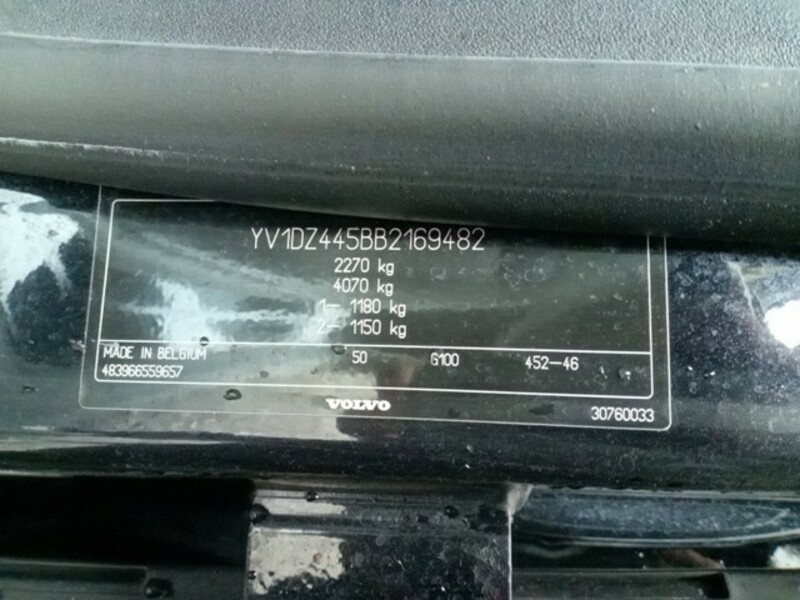 YV1DZ445BB2169482
2270 kg
4070 kg
1- 1180 kg
2- 1150 kg
MADE IN BELGIUM 50 G100 452-46
483966559657
VOLVO
30760033